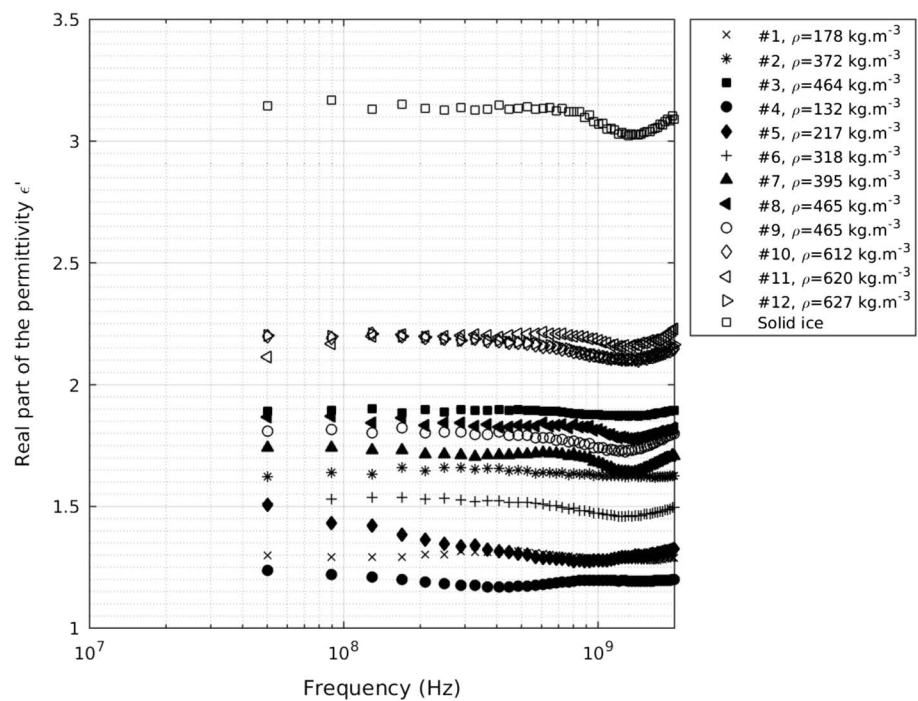 3.5
3
2.5
2
1.5
1
10⁷
10⁸
10⁹
Real part of the permittivity ϵ'
Frequency (Hz)
#1, ρ=178 kg.m⁻³
#2, ρ=372 kg.m⁻³
#3, ρ=464 kg.m⁻³
#4, ρ=132 kg.m⁻³
#5, ρ=217 kg.m⁻³
#6, ρ=318 kg.m⁻³
#7, ρ=395 kg.m⁻³
#8, ρ=465 kg.m⁻³
#9, ρ=465 kg.m⁻³
#10, ρ=612 kg.m⁻³
#11, ρ=620 kg.m⁻³
#12, ρ=627 kg.m⁻³
Solid ice